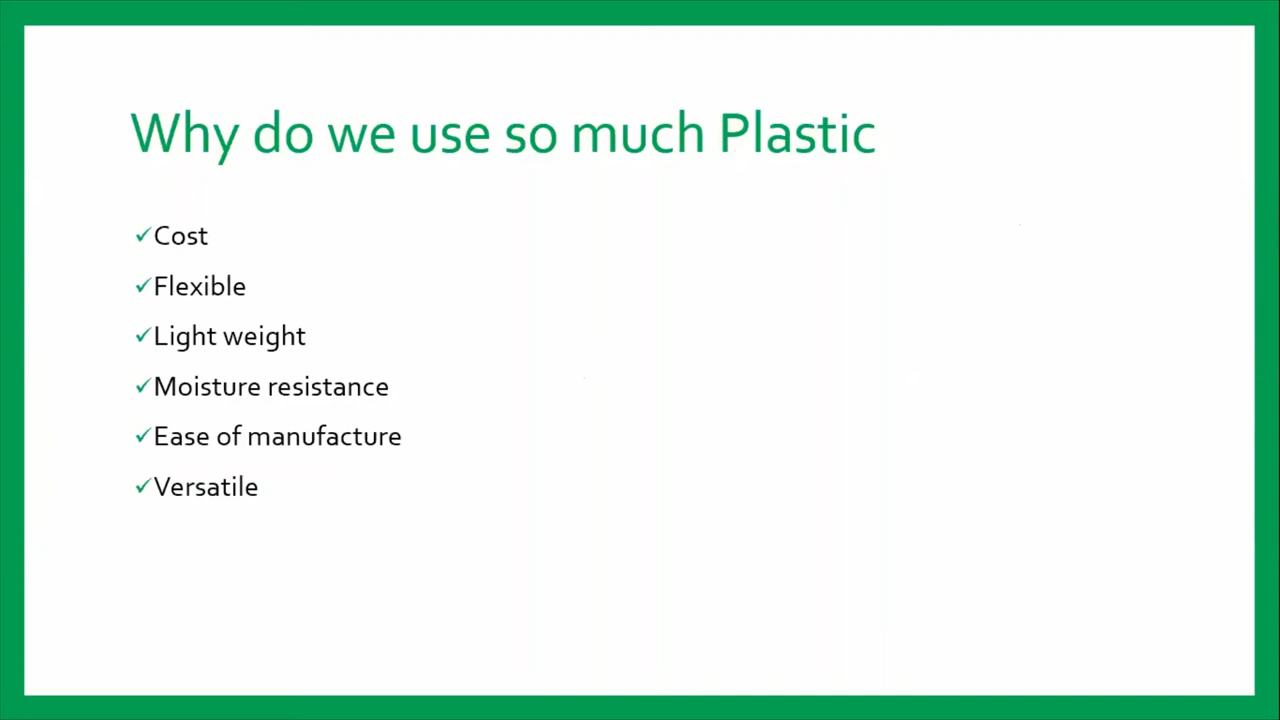 Why do we use so much Plastic
✓Cost
✓Flexible
✓Light weight
✓Moisture resistance
✓Ease of manufacture
✓Versatile